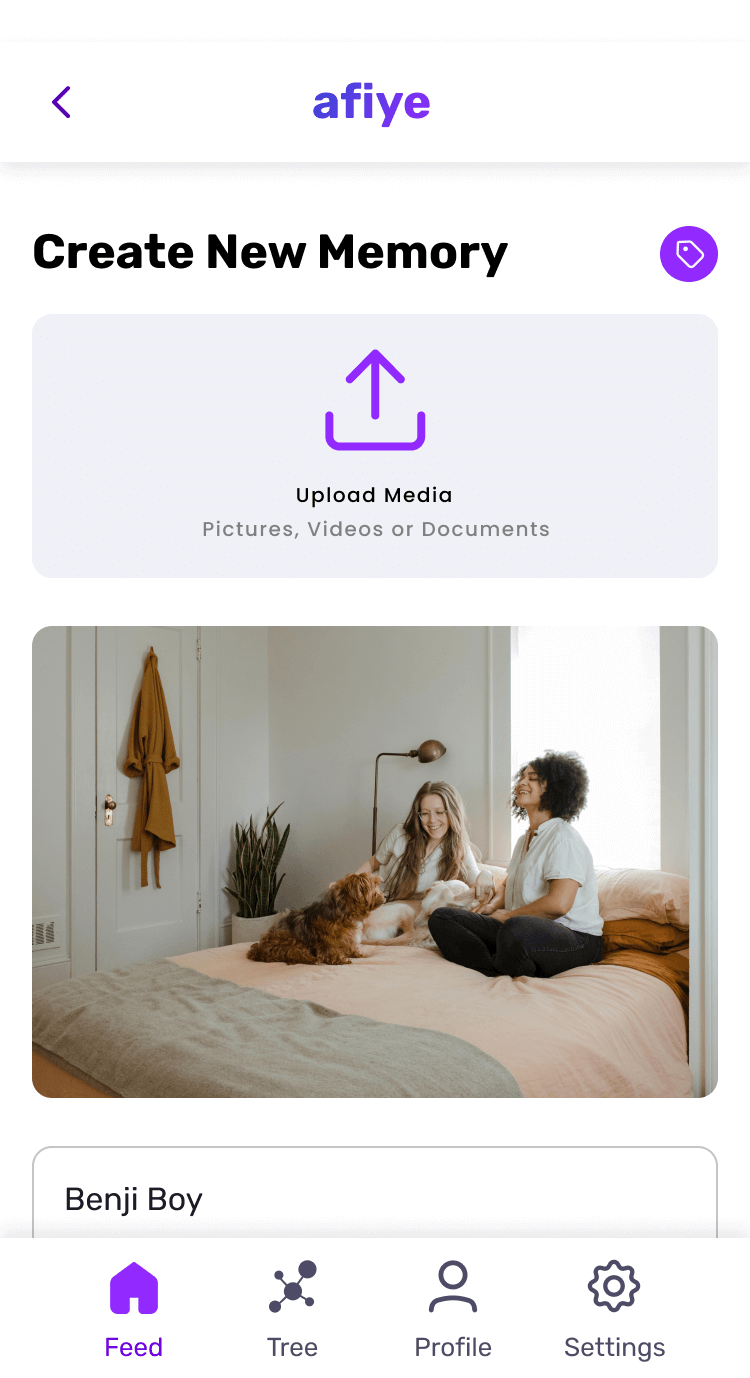 afiye
Create New Memory
Upload Media
Pictures, Videos or Documents
Benji Boy
Feed Tree Profile Settings